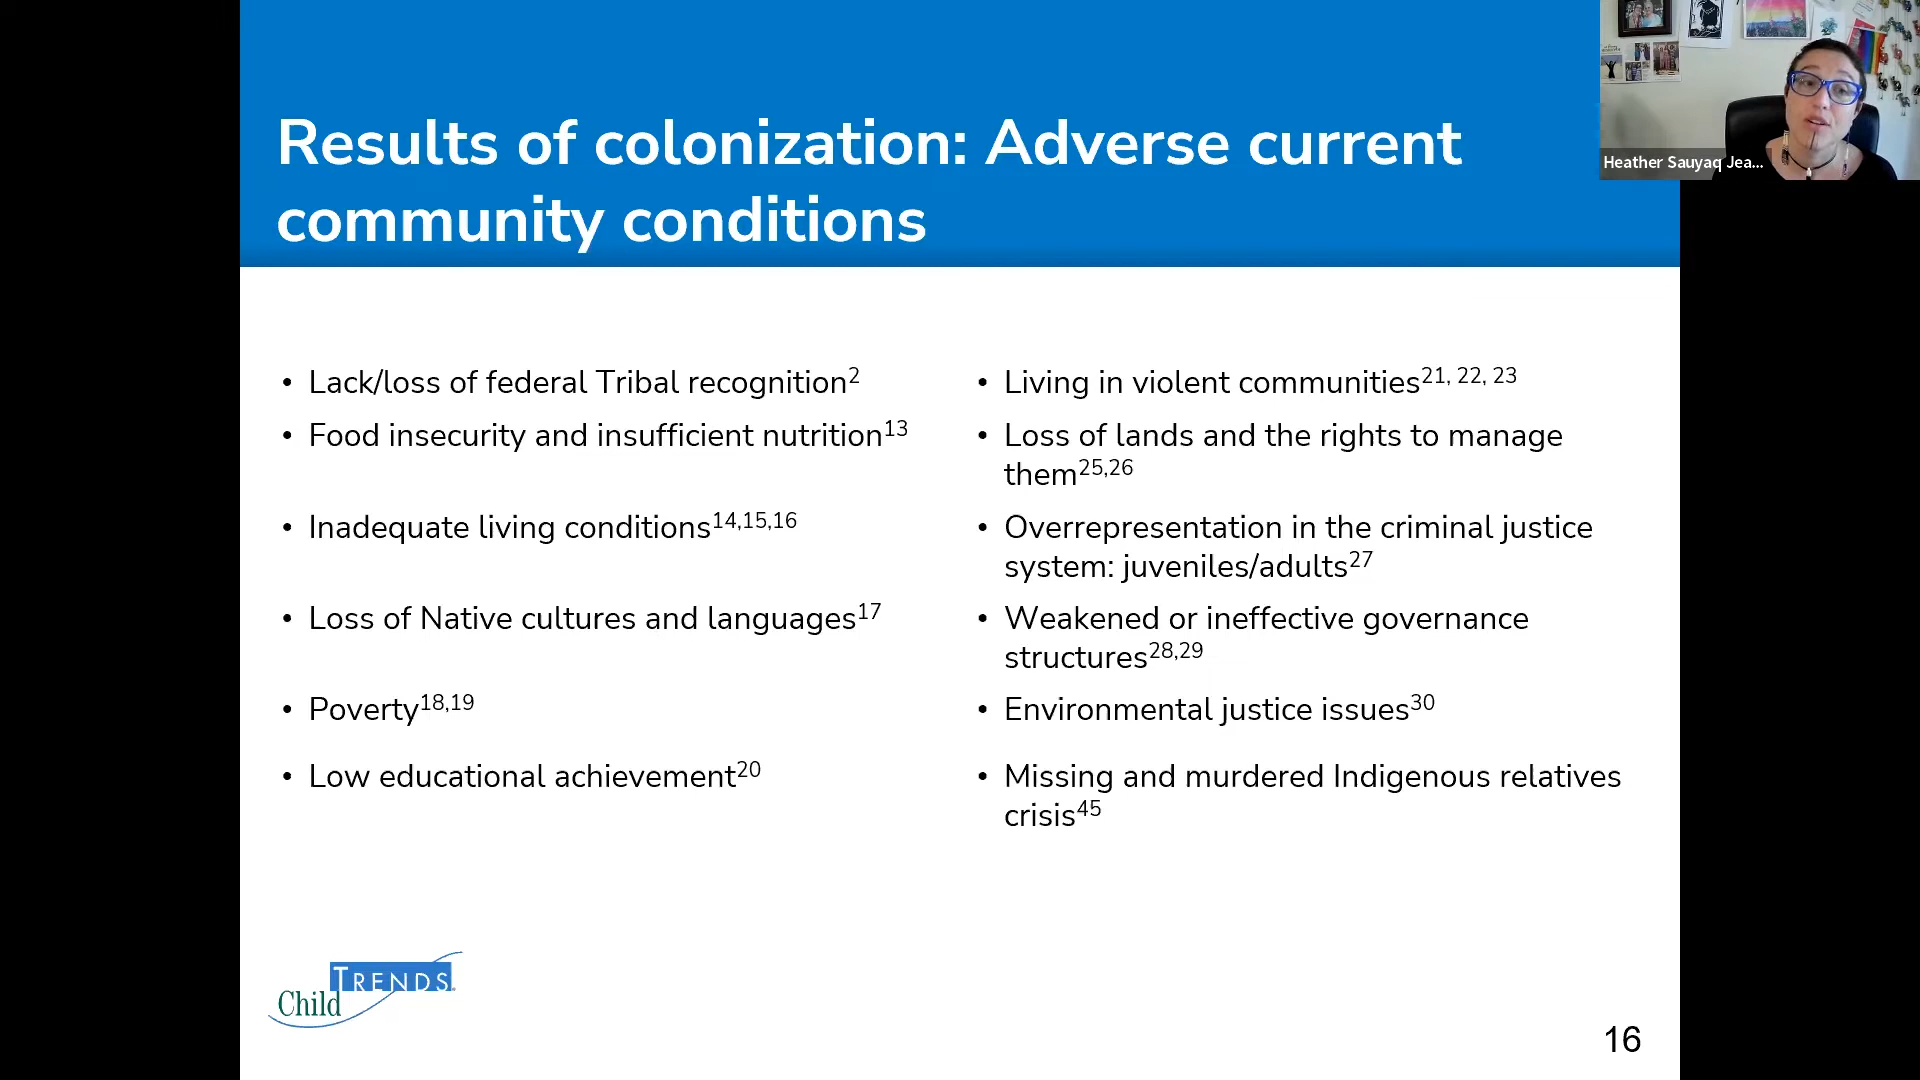 Results of colonization: Adverse current
community conditions
Heather Sauyaq Jea...
• Lack/loss of federal Tribal recognition2
• Food insecurity and insufficient nutrition13
• Inadequate living conditions14,15,16
• Loss of Native cultures and languages17
• Poverty18,19
• Low educational achievement20
• Living in violent communities21, 22, 23
• Loss of lands and the rights to manage
them25,26
• Overrepresentation in the criminal justice
system: juveniles/adults27
• Weakened or ineffective governance
structures28,29
• Environmental justice issues30
• Missing and murdered Indigenous relatives
crisis45
Child TRENDS
16